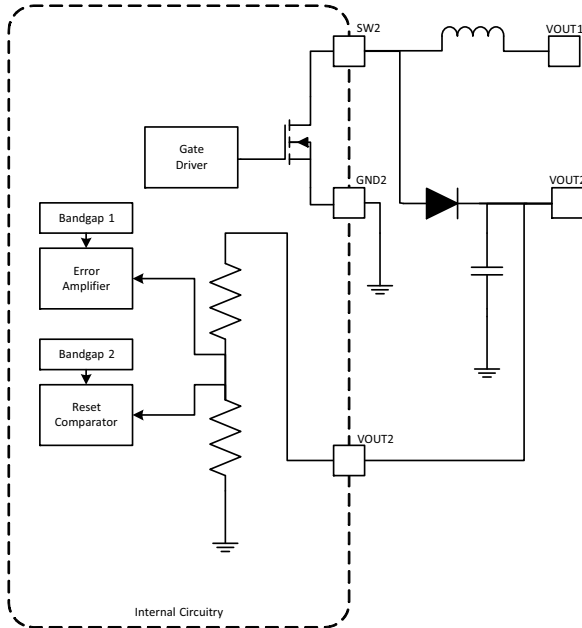 SW2
VOUT1
Gate
Driver
GND2
VOUT2
Bandgap 1
Error
Amplifier
Bandgap 2
Reset
Comparator
VOUT2
Internal Circuitry